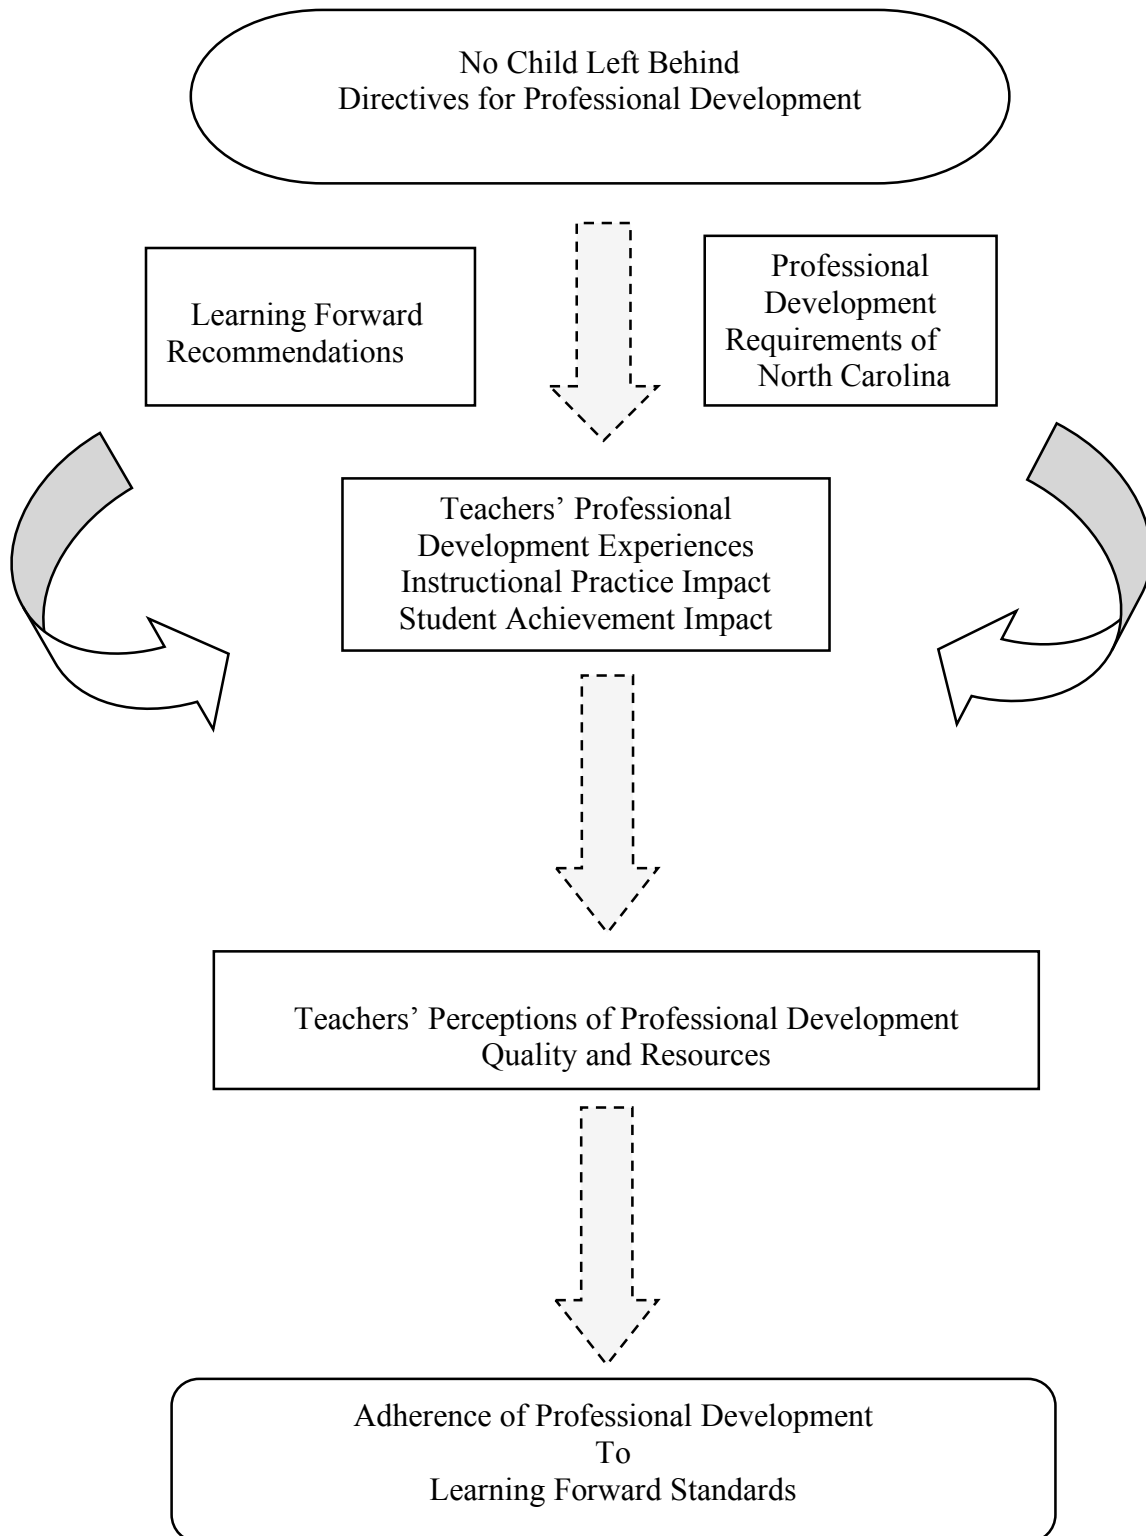 No Child Left Behind
Directives for Professional Development
Learning Forward
Recommendations
Professional
Development
Requirements of
North Carolina
Teachers’ Professional
Development Experiences
Instructional Practice Impact
Student Achievement Impact
Teachers’ Perceptions of Professional Development
Quality and Resources
Adherence of Professional Development
To
Learning Forward Standards